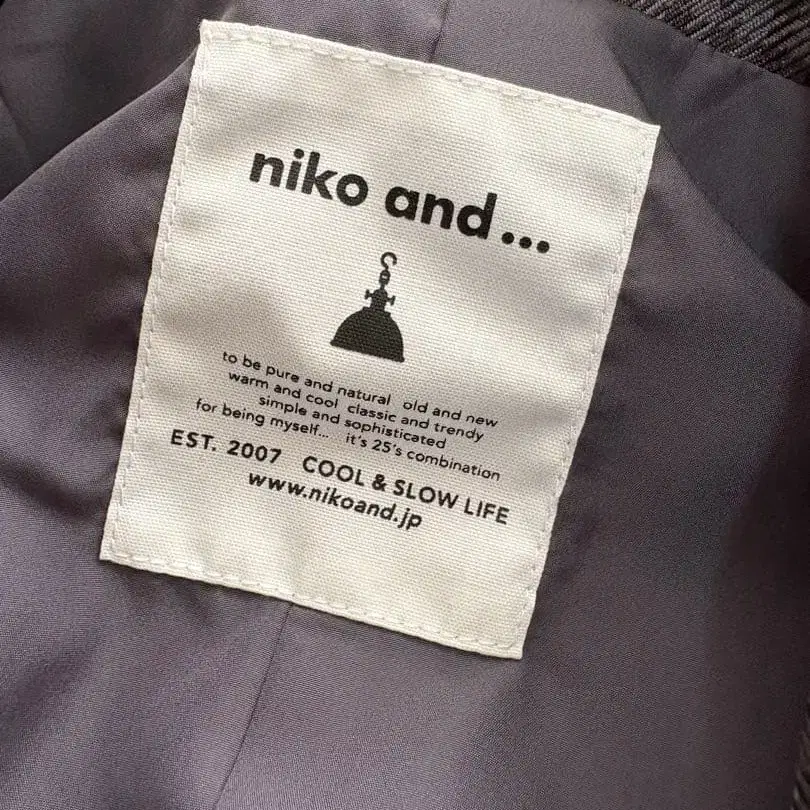 niko and...
to be pure and natural old and new
warm and cool classic and trendy
simple and sophisticated
for being myself... it's 25's combination
EST. 2007 COOL & SLOW LIFE
www.nikoand.jp